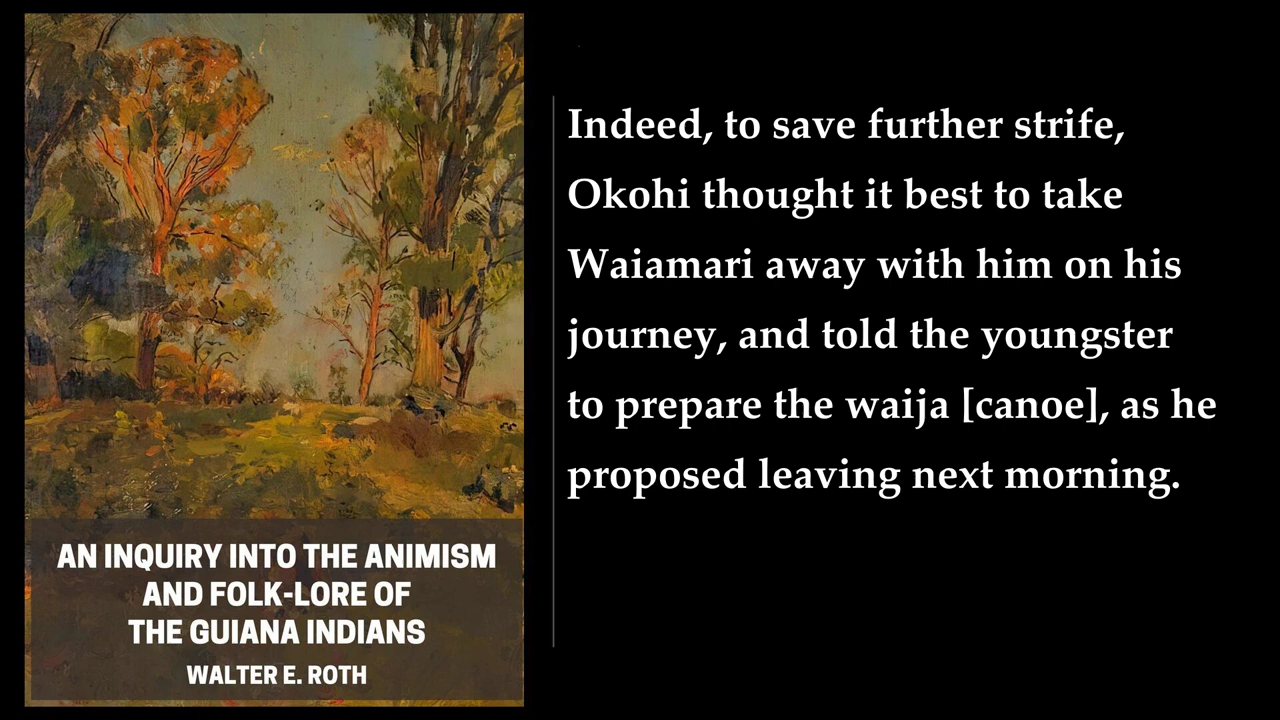 Indeed, to save further strife,
Okohi thought it best to take
Waiamari away with him on his
journey, and told the youngster
to prepare the waija [canoe], as he
proposed leaving next morning.
AN INQUIRY INTO THE ANIMISM
AND FOLK-LORE OF
THE GUIANA INDIANS
WALTER E. ROTH